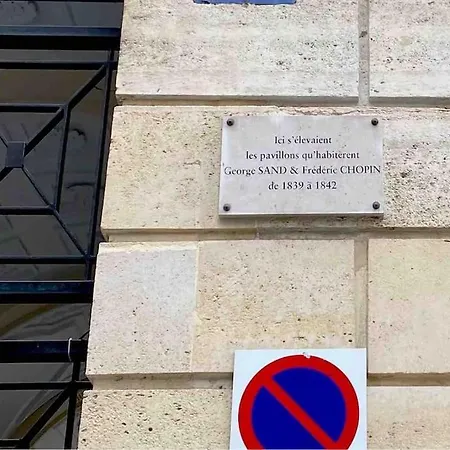 Ici s'élevaient
les pavillons qu'habitèrent
George SAND & Frédéric CHOPIN
de 1839 à 1842